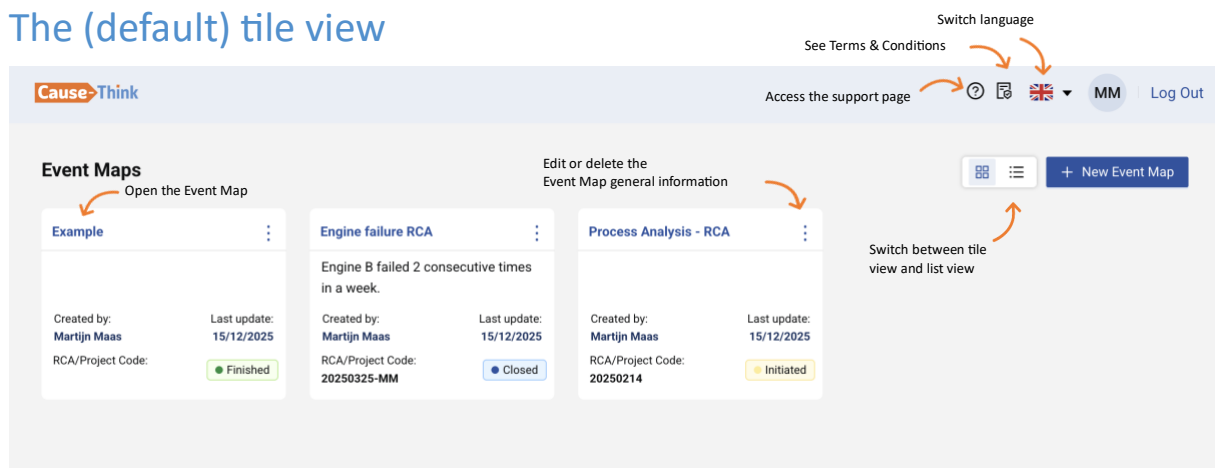 The (default) tile view
Switch language
See Terms & Conditions
Access the support page
Cause Think
MM
Log Out
Event Maps
Open the Event Map
Edit or delete the
Event Map general information
+ New Event Map
Switch between tile
view and list view
Example
Created by:
Martijn Maas
Last update:
15/12/2025
RCA/Project Code:
Finished
Engine failure RCA
Engine B failed 2 consecutive times
in a week.
Created by:
Martijn Maas
Last update:
15/12/2025
RCA/Project Code:
20250325-MM
Closed
Process Analysis - RCA
Created by:
Martijn Maas
Last update:
15/12/2025
RCA/Project Code:
20250214
Initiated